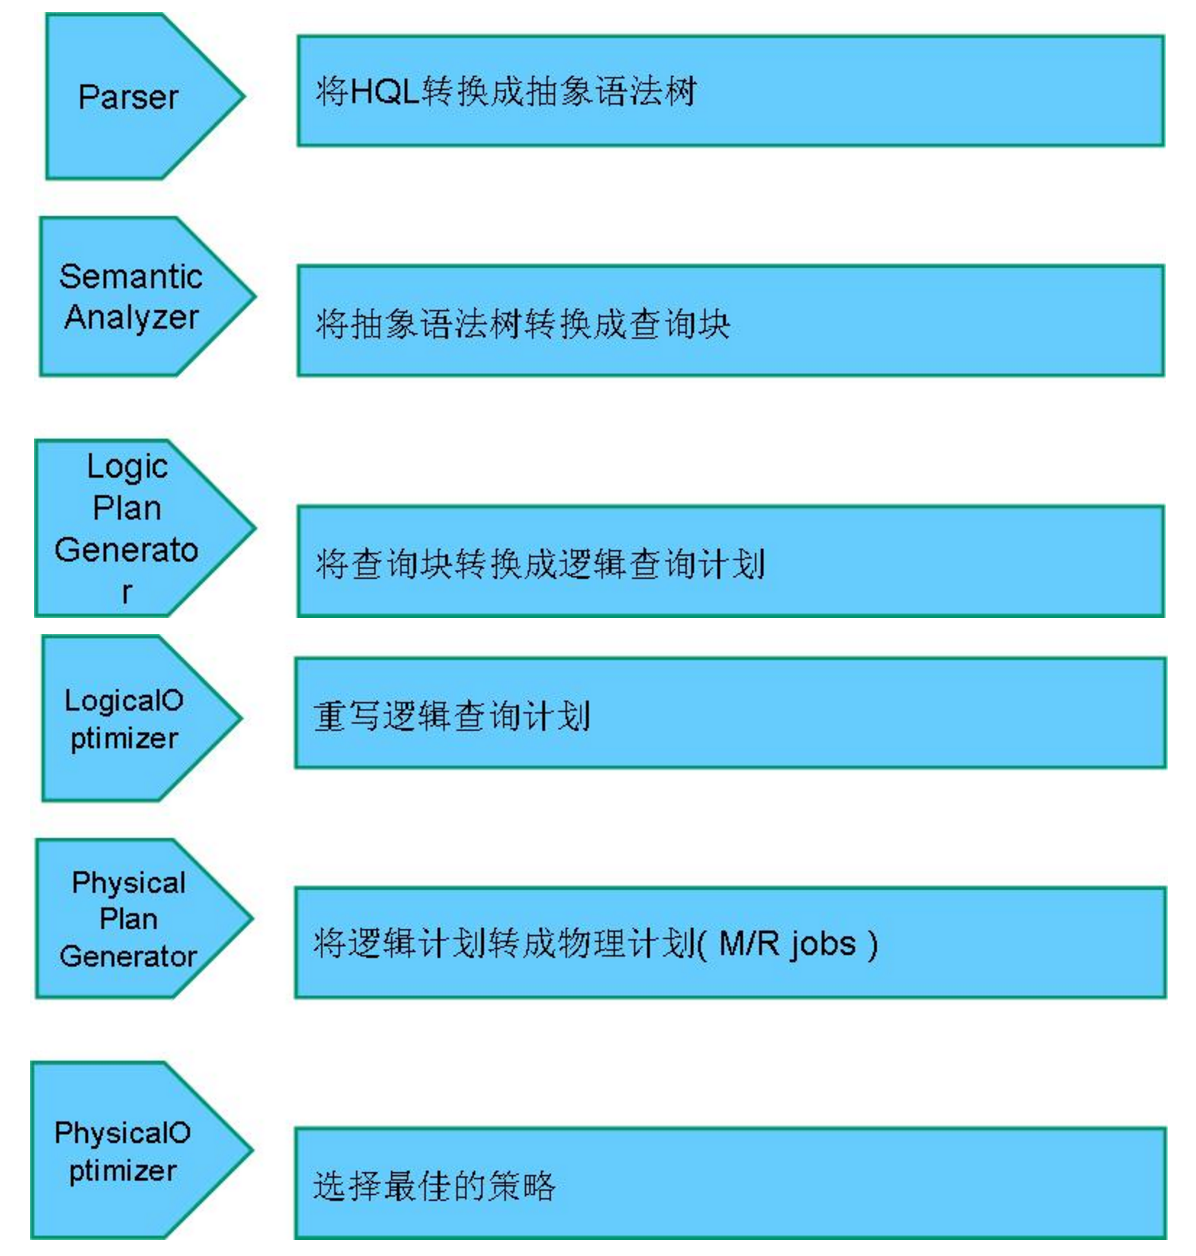 Parser
将HQL转换成抽象语法树
Semantic
Analyzer
将抽象语法树转换成查询块
Logic
Plan
Generato
r
将查询块转换成逻辑查询计划
LogicalO
ptimizer
重写逻辑查询计划
Physical
Plan
Generator
将逻辑计划转成物理计划( M/R jobs )
PhysicalO
ptimizer
选择最佳的策略